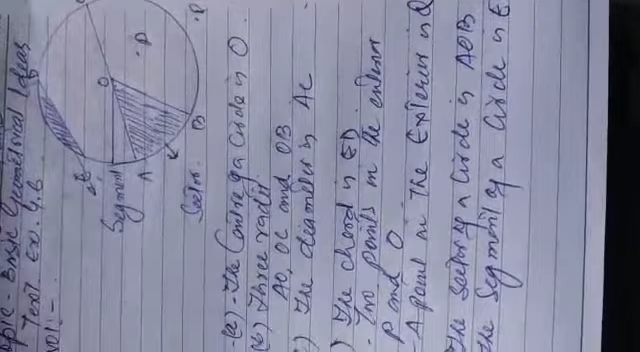 Topic - Basic Geometrical Ideas
Text Ex. 4.6
Segment
A
O
P
Q
B
Sector
(a) - The Centre of a Circle is O.
(b) Three radii
AO, OC and OB
) The diameter is AC
) The chord is ED
- Two points in the interior
P and O
- A point in the Exterior is Q
The Sector of a Circle is AOB
the Segment of a Circle is E